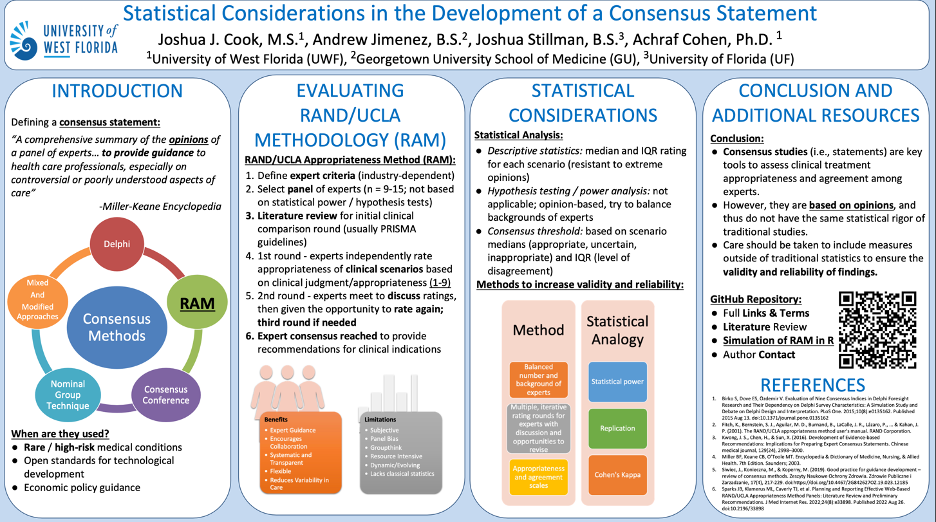 Statistical Considerations in the Development of a Consensus Statement
UNIVERSITY of
WEST FLORIDA
Joshua J. Cook, M.S.¹, Andrew Jimenez, B.S.², Joshua Stillman, B.S.³, Achraf Cohen, Ph.D. ¹
¹University of West Florida (UWF), ²Georgetown University School of Medicine (GU), ³University of Florida (UF)
INTRODUCTION
Defining a consensus statement:
“A comprehensive summary of the opinions of
a panel of experts… to provide guidance to
health care professionals, especially on
controversial or poorly understood aspects of
care”
-Miller-Keane Encyclopedia
Delphi
RAM
Consensus
Conference
Nominal
Group
Technique
Mixed
And
Modified
Approaches
Consensus
Methods
When are they used?
● Rare / high-risk medical conditions
● Open standards for technological
development
● Economic policy guidance
EVALUATING
RAND/UCLA
METHODOLOGY (RAM)
RAND/UCLA Appropriateness Method (RAM):
1. Define expert criteria (industry-dependent)
2. Select panel of experts (n = 9-15; not based
on statistical power / hypothesis tests)
3. Literature review for initial clinical
comparison round (usually PRISMA
guidelines)
4. 1st round - experts independently rate
appropriateness of clinical scenarios based
on clinical judgment/appropriateness (1-9)
5. 2nd round - experts meet to discuss ratings,
then given the opportunity to rate again;
third round if needed
6. Expert consensus reached to provide
recommendations for clinical indications
Benefits
• Expert Guidance
• Encourages
Collaboration
• Systematic and
Transparent
• Flexible
• Reduces Variability in
Care
Limitations
• Subjective
• Panel Bias
• Groupthink
• Resource Intensive
• Dynamic/Evolving
• Lacks classical statistics
STATISTICAL
CONSIDERATIONS
Statistical Analysis:
● Descriptive statistics: median and IQR rating
for each scenario (resistant to extreme
opinions)
● Hypothesis testing / power analysis: not
applicable; opinion-based, try to balance
backgrounds of experts
● Consensus threshold: based on scenario
medians (appropriate, uncertain,
inappropriate) and IQR (level of
disagreement)
Methods to increase validity and reliability:
Method
Balanced
number and
background of
experts
Multiple, iterative
rating rounds for
experts with
discussion and
opportunities to
revise
Appropriateness
and agreement
scales
Statistical
Analogy
Statistical power
Replication
Cohen's Kappa
CONCLUSION AND
ADDITIONAL RESOURCES
Conclusion:
● Consensus studies (i.e., statements) are key
tools to assess clinical treatment
appropriateness and agreement among
experts.
● However, they are based on opinions, and
thus do not have the same statistical rigor of
traditional studies.
● Care should be taken to include measures
outside of traditional statistics to ensure the
validity and reliability of findings.
GitHub Repository:
● Full Links & Terms
● Literature Review
● Simulation of RAM in R
● Author Contact
REFERENCES
1. Birko S, Dove ES, Özdemir V. Evaluation of Nine Consensus Indices in Delphi Foresight
Research and Their Dependency on Delphi Survey Characteristics: A Simulation Study and
Debate on Delphi Design and Interpretation. PLoS One. 2015;10(8):e0135162. Published
2015 Aug 13. doi:10.1371/journal.pone.0135162
2. Fitch, K., Bernstein, S. J., Aguilar, M. D., Burnand, B., LaCalle, J. R., Lázaro, P., ... & Kahan, J.
P. (2001). The RAND/UCLA appropriateness method user's manual. RAND Corporation.
3. Kwong, J. S., Chen, H., & Sun, X. (2016). Development of Evidence-based
Recommendations: Implications for Preparing Expert Consensus Statements. Chinese
medical journal, 129(24), 2998–3000.
4. Miller BF, Keane CB, O'Toole MT. Encyclopedia & Dictionary of Medicine, Nursing, & Allied
Health. 7th Edition. Saunders; 2003.
5. (2019). Good practice for guideline development –
review of consensus methods. Zeszyty Naukowe Ochrony Zdrowia. Zdrowie Publiczne i
Zarzadzanie, 17(4), 217-229.
6. Sparks JB, Klamerus ML, Caverly TJ, et al. Planning and Reporting Effective Web-Based
RAND/UCLA Appropriateness Method Panels: Literature Review and Preliminary
Recommendations. J Med Internet Res. 2022;24(8):e33898. Published 2022 Aug 26.
doi:10.2196/33898